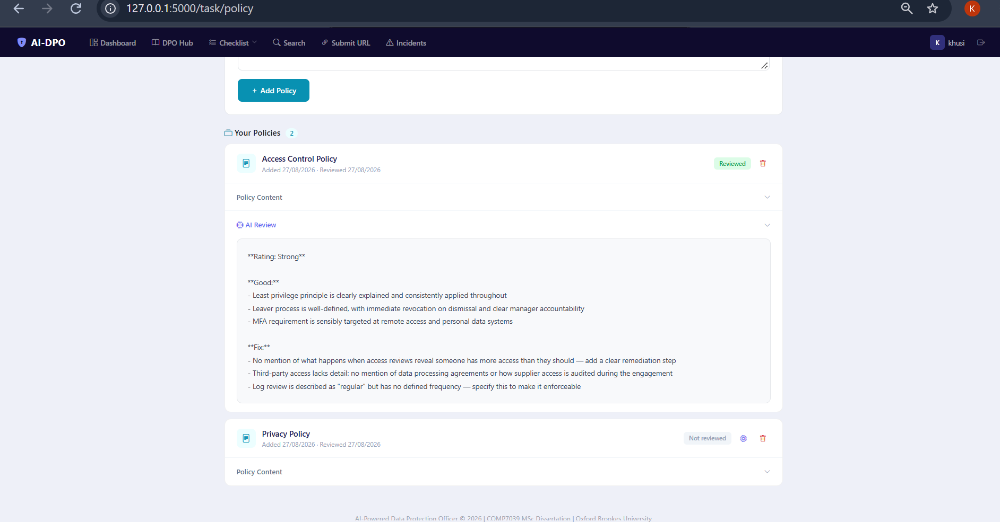 127.0.0.1:5000/task/policy
K
AI-DPO
Dashboard
DPO Hub
Checklist
Search
Submit URL
Incidents
K
khusi
+ Add Policy
Your Policies 2
Access Control Policy
Added 27/08/2026 · Reviewed 27/08/2026
Reviewed
Policy Content
AI Review
**Rating: Strong**
**Good:**
- Least privilege principle is clearly explained and consistently applied throughout
- Leaver process is well-defined, with immediate revocation on dismissal and clear manager accountability
- MFA requirement is sensibly targeted at remote access and personal data systems
**Fix:**
- No mention of what happens when access reviews reveal someone has more access than they should — add a clear remediation step
- Third-party access lacks detail: no mention of data processing agreements or how supplier access is audited during the engagement
- Log review is described as "regular" but has no defined frequency — specify this to make it enforceable
Privacy Policy
Added 27/08/2026 · Reviewed 27/08/2026
Not reviewed
Policy Content
AI-Powered Data Protection Officer © 2026 | COMP7039 MSc Dissertation | Oxford Brookes University